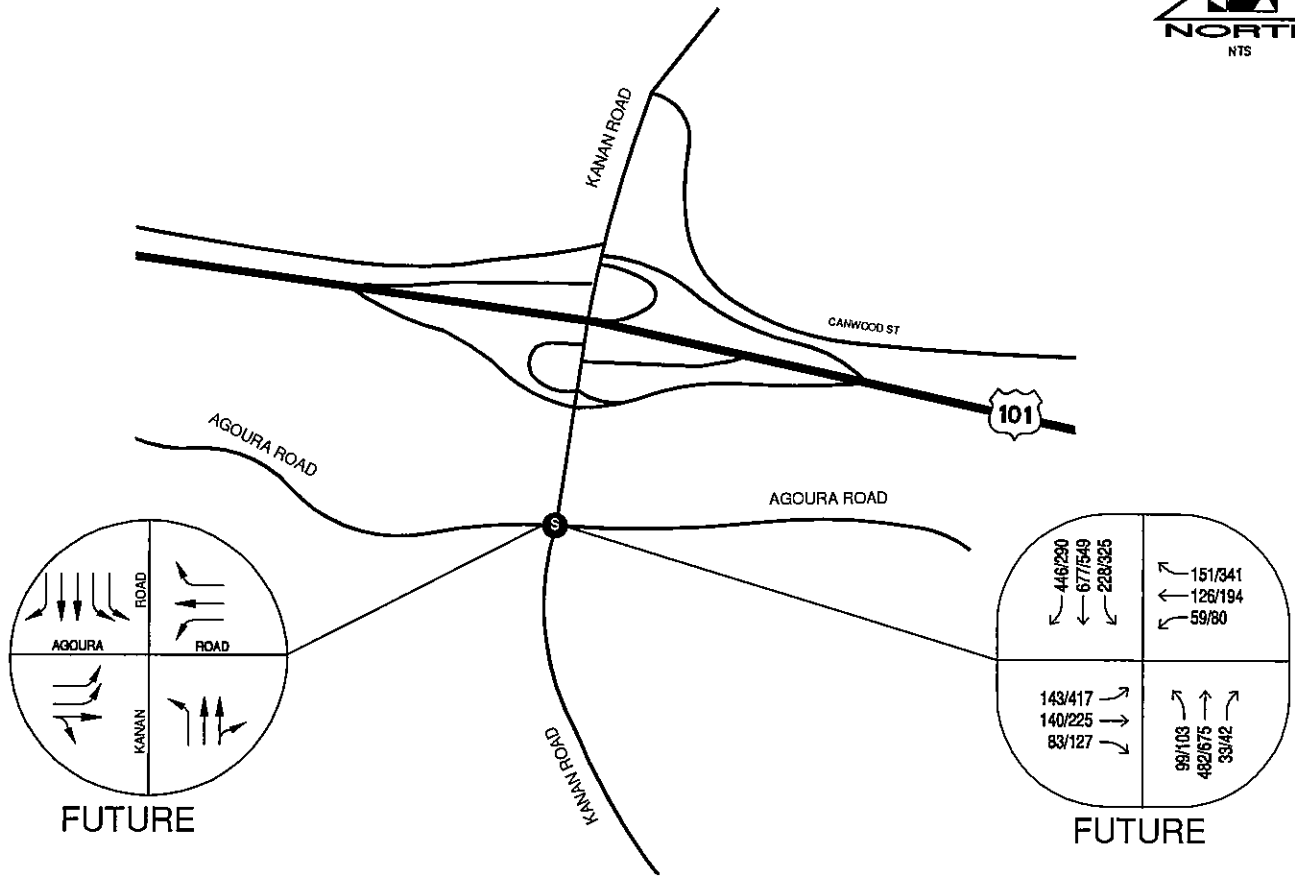 NORTH
NTS
KANAN ROAD
CANWOOD ST
101
AGOURA ROAD
AGOURA ROAD
S
ROAD
AGOURA
ROAD
KANAN
FUTURE
KANAN ROAD
446/290
677/549
228/325
151/341
126/194
59/80
143/417
140/225
83/127
99/103
482/675
33/42
FUTURE